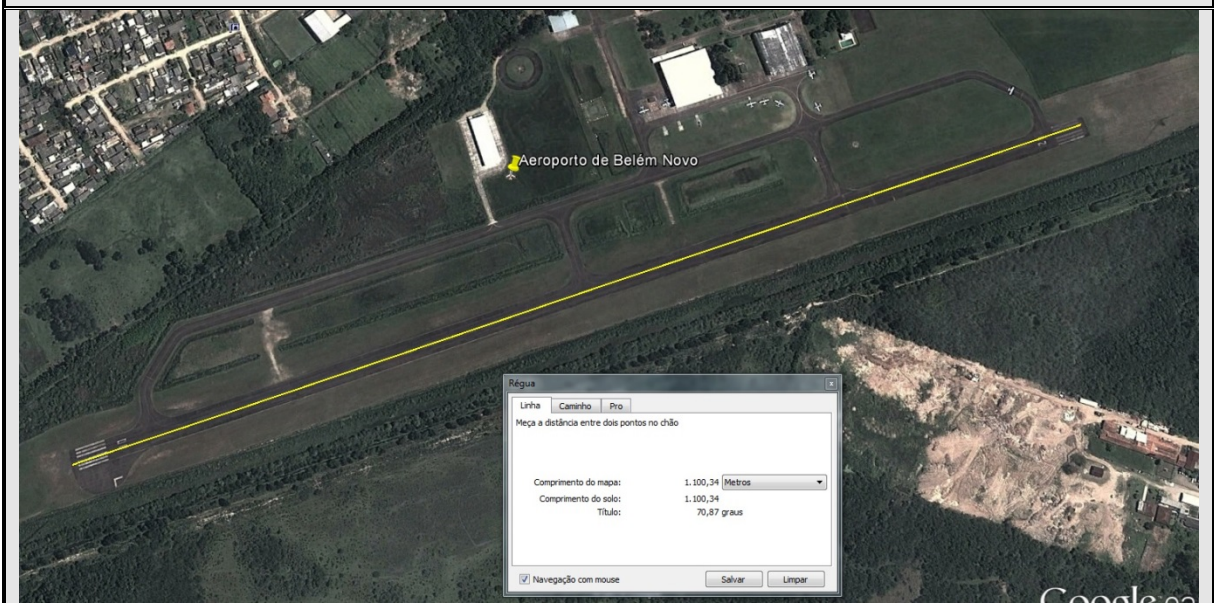 Aeroporto de Belém Novo
Régua
Linha Caminho Pro
Meça a distância entre dois pontos no chão
Comprimento do mapa: 1.100,34 Metros
Comprimento do solo: 1.100,34
Título: 70,87 graus
Navegação com mouse Salvar Limpar
Google